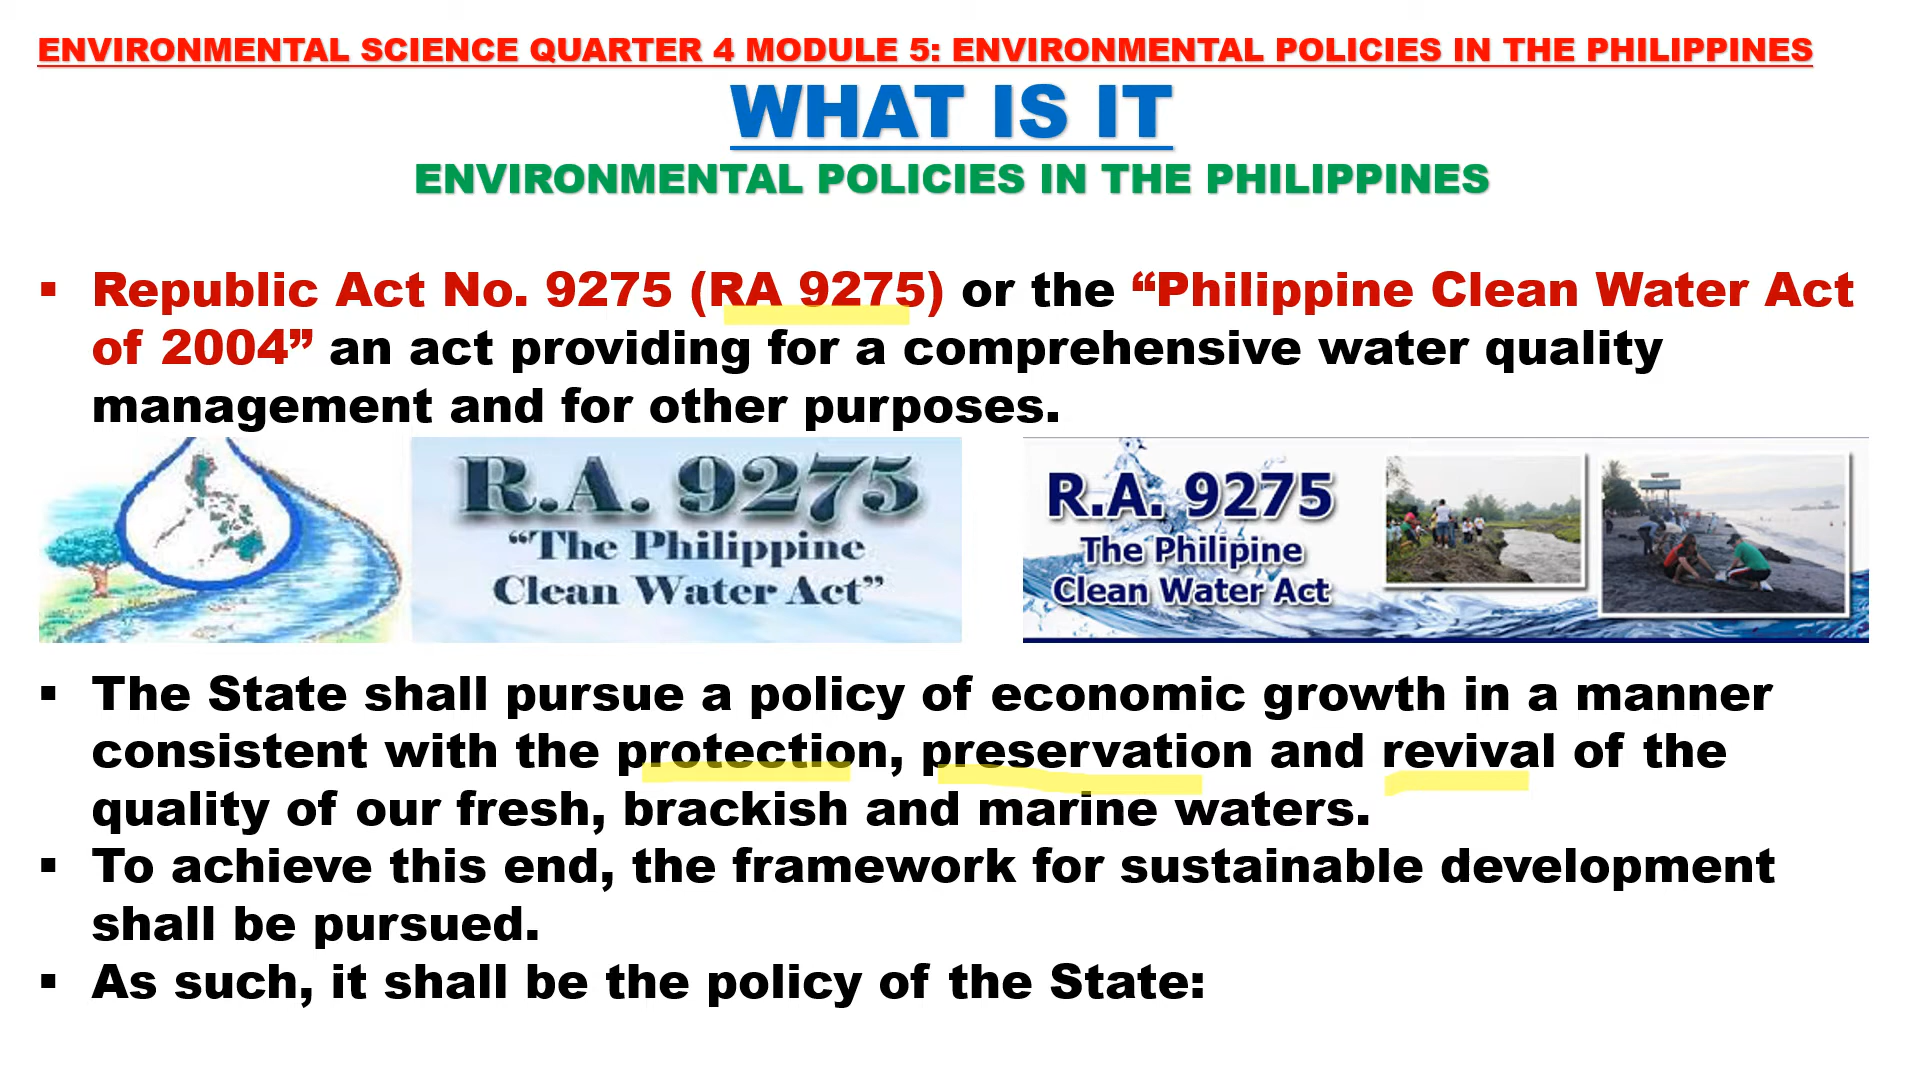 ENVIRONMENTAL SCIENCE QUARTER 4 MODULE 5: ENVIRONMENTAL POLICIES IN THE PHILIPPINES
WHAT IS IT
ENVIRONMENTAL POLICIES IN THE PHILIPPINES
▪ Republic Act No. 9275 (RA 9275) or the “Philippine Clean Water Act
of 2004” an act providing for a comprehensive water quality
management and for other purposes.
R.A. 9275
“The Philippine
Clean Water Act”
R.A. 9275
The Philipine
Clean Water Act
▪ The State shall pursue a policy of economic growth in a manner
consistent with the protection, preservation and revival of the
quality of our fresh, brackish and marine waters.
▪ To achieve this end, the framework for sustainable development
shall be pursued.
▪ As such, it shall be the policy of the State: